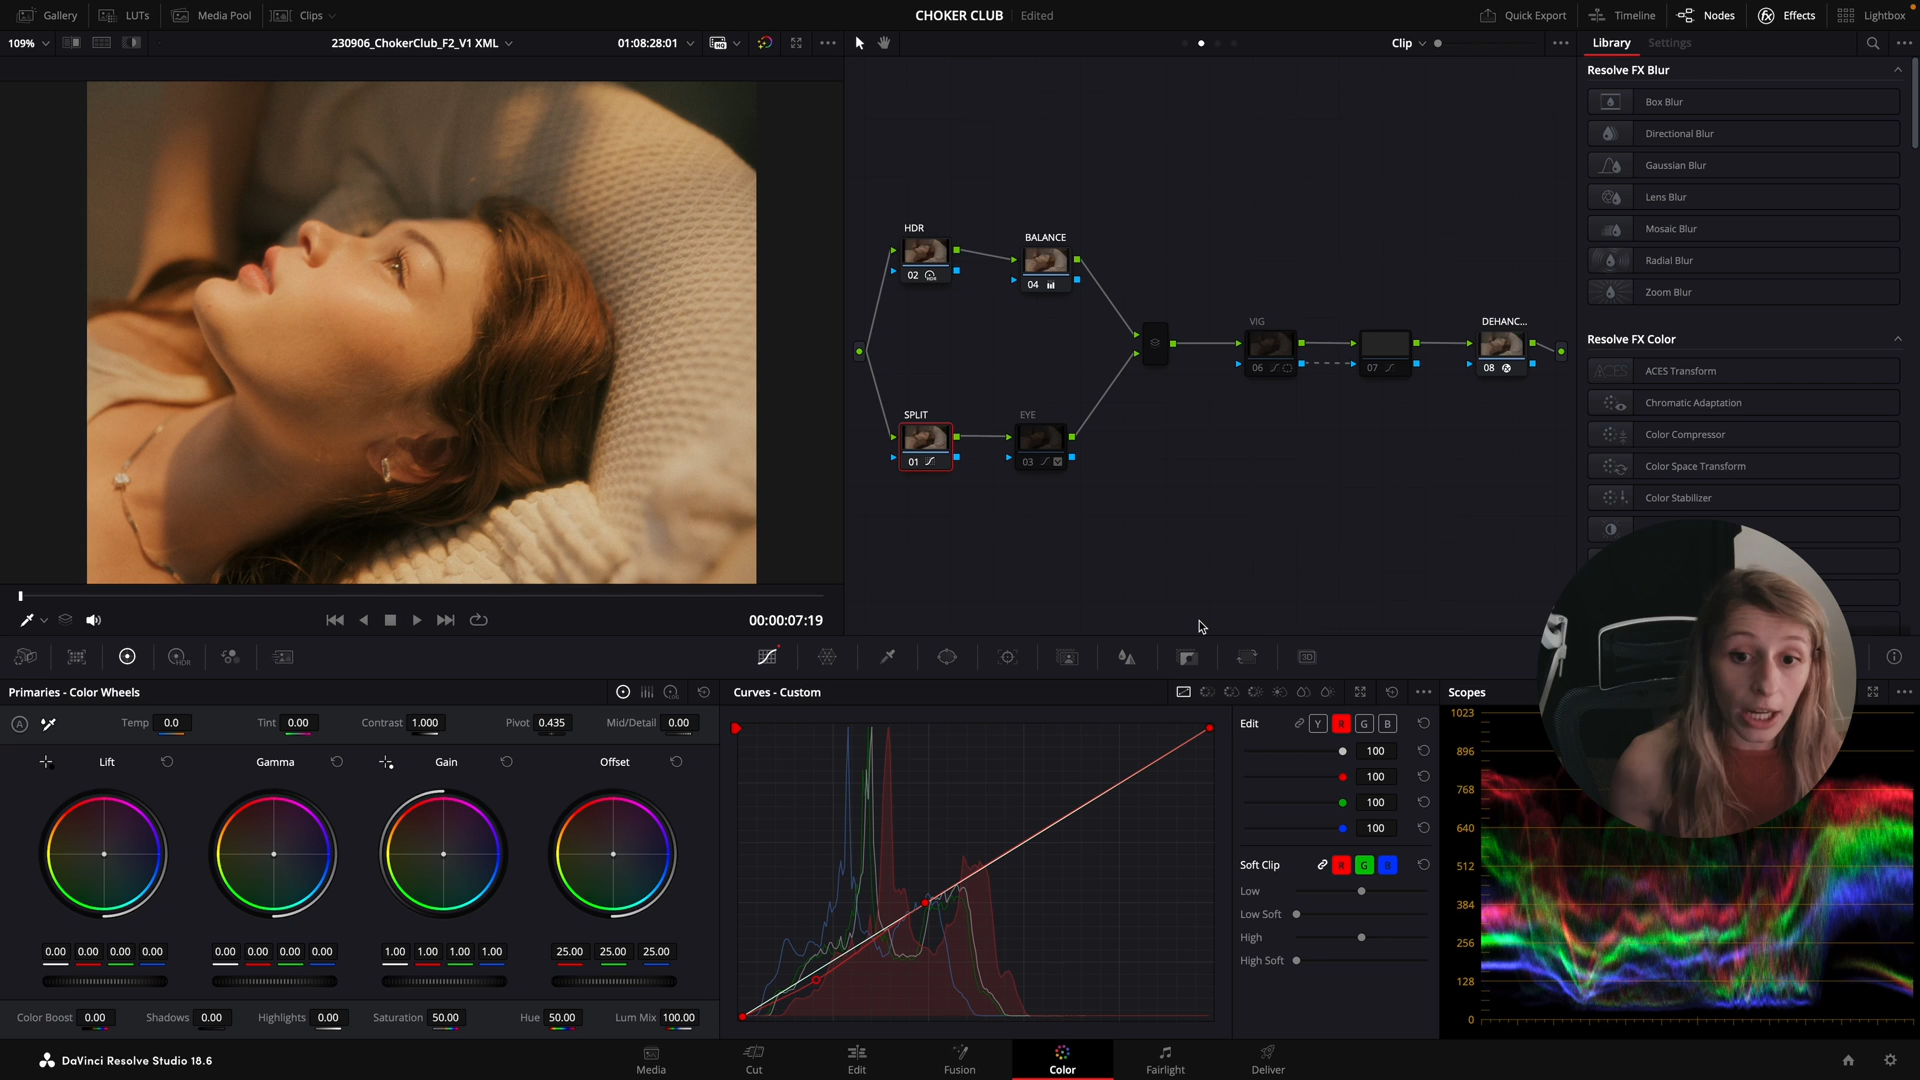 Gallery LUTs Media Pool Clips CHOKER CLUB Edited Quick Export Timeline Nodes Effects Lightbox
109% 230906_ChokerClub_F2_V1 XML 01:08:28:01 Clip Library Settings
Resolve FX Blur
Box Blur
Directional Blur
Gaussian Blur
Lens Blur
Mosaic Blur
Radial Blur
Zoom Blur
Resolve FX Color
ACES Transform
Chromatic Adaptation
Color Compressor
Color Space Transform
Color Stabilizer
HDR
02
BALANCE
04
VIG
06
07
DEHANC...
08
SPLIT
01
EYE
03
00:00:07:19
Primaries - Color Wheels
Temp 0.0 Tint 0.00 Contrast 1.000 Pivot 0.435 Mid/Detail 0.00
Lift Gamma Gain Offset
0.00 0.00 0.00 0.00 0.00 0.00 0.00 0.00 1.00 1.00 1.00 1.00 25.00 25.00 25.00
Color Boost 0.00 Shadows 0.00 Highlights 0.00 Saturation 50.00 Hue 50.00 Lum Mix 100.00
Curves - Custom
Edit Y R G B
100
100
100
100
Soft Clip R G B
Low
Low Soft
High
High Soft
Scopes
1023
896
768
640
512
384
256
128
0
DaVinci Resolve Studio 18.6
Media Cut Edit Fusion Color Fairlight Deliver